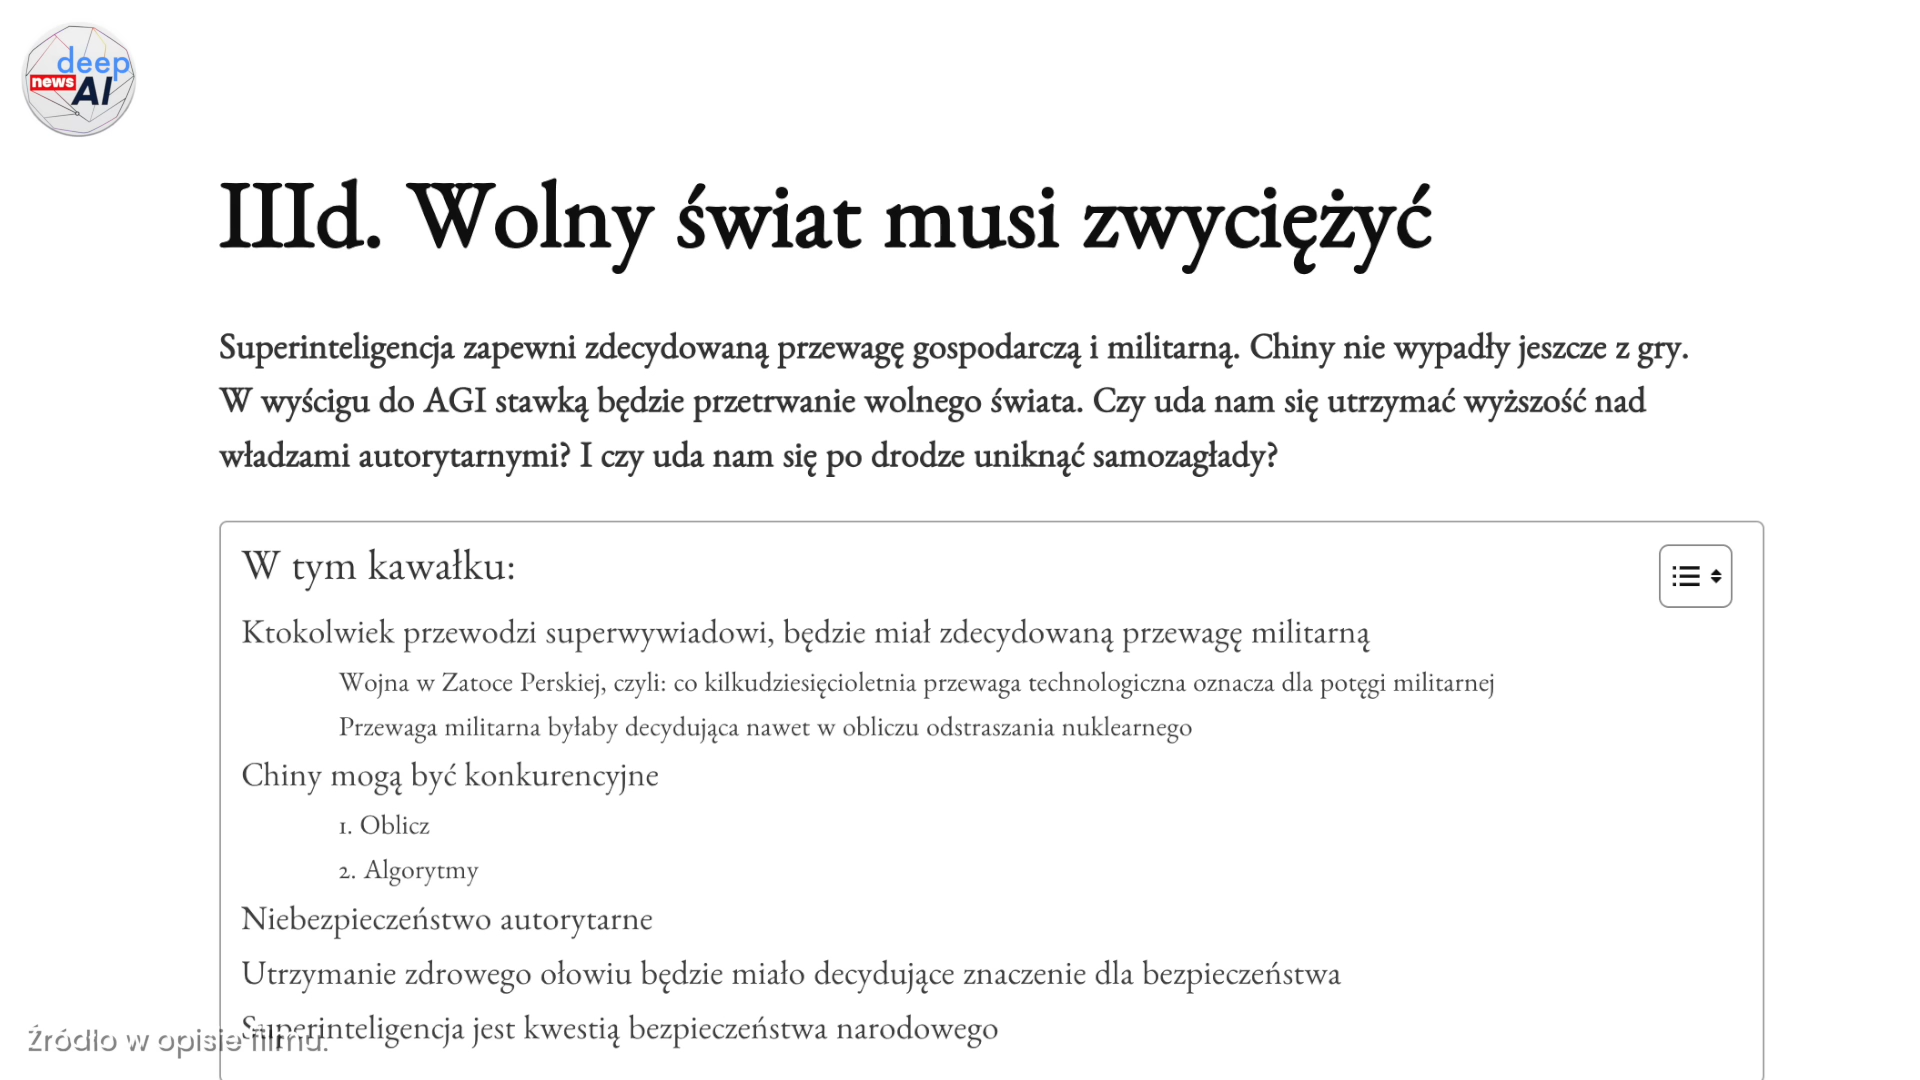 deep
news
AI
IIId. Wolny świat musi zwyciężyć
Superinteligencja zapewni zdecydowaną przewagę gospodarczą i militarną. Chiny nie wypadły jeszcze z gry.
W wyścigu do AGI stawką będzie przetrwanie wolnego świata. Czy uda nam się utrzymać wyższość nad
władzami autorytarnymi? I czy uda nam się po drodze uniknąć samozagłady?
W tym kawałku:
Ktokolwiek przewodzi superwywiadowi, będzie miał zdecydowaną przewagę militarną
Wojna w Zatoce Perskiej, czyli: co kilkudziesięcioletnia przewaga technologiczna oznacza dla potęgi militarnej
Przewaga militarna byłaby decydująca nawet w obliczu odstraszania nuklearnego
Chiny mogą być konkurencyjne
1. Oblicz
2. Algorytmy
Niebezpieczeństwo autorytarne
Utrzymanie zdrowego ołowiu będzie miało decydujące znaczenie dla bezpieczeństwa
Superinteligencja jest kwestią bezpieczeństwa narodowego
Źródło w opisie filmu.